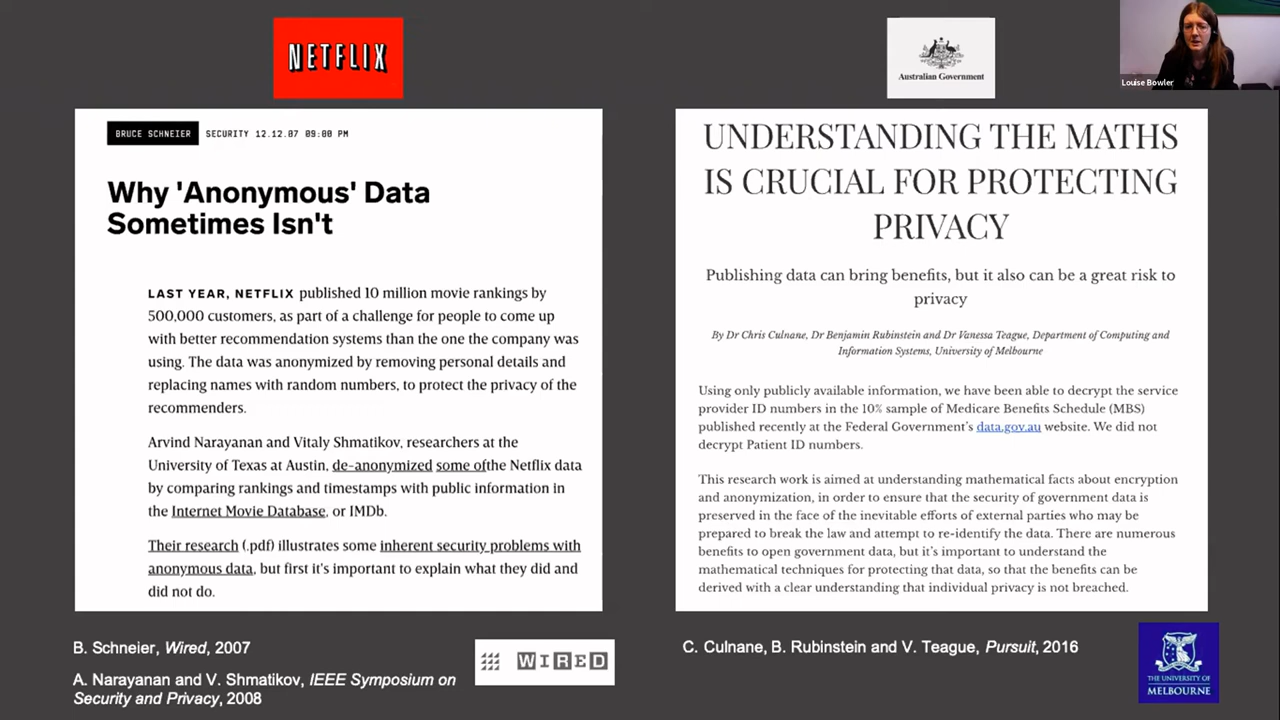 NETFLIX
Australian Government
Louise Bowler
BRUCE SCHNEIER SECURITY 12.12.07 09:00 PM
Why 'Anonymous' Data
Sometimes Isn't
LAST YEAR, NETFLIX published 10 million movie rankings by
500,000 customers, as part of a challenge for people to come up
with better recommendation systems than the one the company was
using. The data was anonymized by removing personal details and
replacing names with random numbers, to protect the privacy of the
recommenders.
Arvind Narayanan and Vitaly Shmatikov, researchers at the
University of Texas at Austin, de-anonymized some ofthe Netflix data
by comparing rankings and timestamps with public information in
the Internet Movie Database, or IMDb.
Their research (.pdf) illustrates some inherent security problems with
anonymous data, but first it's important to explain what they did and
did not do.
B. Schneier, Wired, 2007
A. Narayanan and V. Shmatikov, IEEE Symposium on
Security and Privacy, 2008
WIRED
UNDERSTANDING THE MATHS
IS CRUCIAL FOR PROTECTING
PRIVACY
Publishing data can bring benefits, but it also can be a great risk to
privacy
By Dr Chris Culnane, Dr Benjamin Rubinstein and Dr Vanessa Teague, Department of Computing and
Information Systems, University of Melbourne
Using only publicly available information, we have been able to decrypt the service
provider ID numbers in the 10% sample of Medicare Benefits Schedule (MBS)
published recently at the Federal Government's data.gov.au website. We did not
decrypt Patient ID numbers.
This research work is aimed at understanding mathematical facts about encryption
and anonymization, in order to ensure that the security of government data is
preserved in the face of the inevitable efforts of external parties who may be
prepared to break the law and attempt to re-identify the data. There are numerous
benefits to open government data, but it's important to understand the
mathematical techniques for protecting that data, so that the benefits can be
derived with a clear understanding that individual privacy is not breached.
C. Culnane, B. Rubinstein and V. Teague, Pursuit, 2016
THE UNIVERSITY OF
MELBOURNE